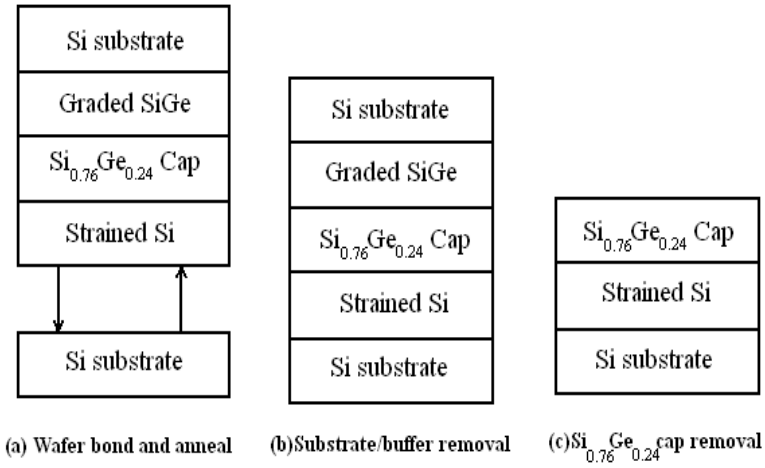 Si substrate
Graded SiGe
Si0.76Ge0.24 Cap
Strained Si
Si substrate
(a) Wafer bond and anneal
Si substrate
Graded SiGe
Si0.76Ge0.24 Cap
Strained Si
Si substrate
(b)Substrate/buffer removal
Si0.76Ge0.24 Cap
Strained Si
Si substrate
(c)Si0.76Ge0.24cap removal